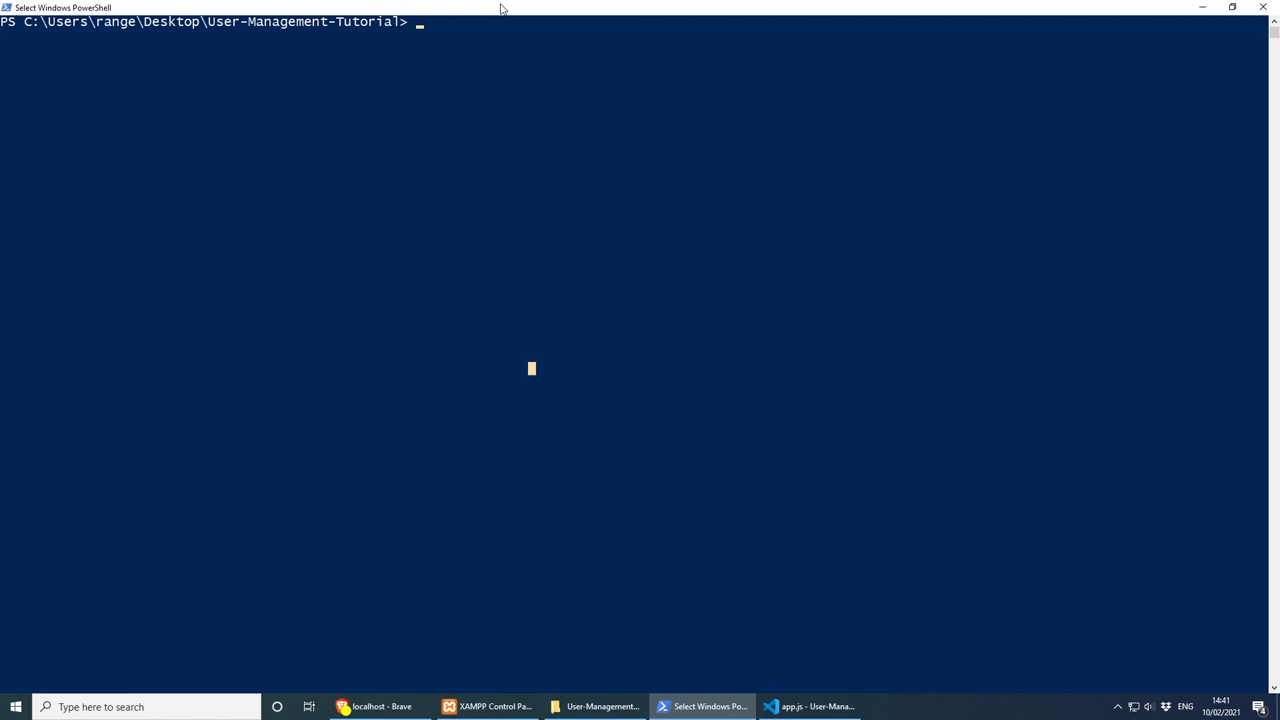 Select Windows PowerShell
PS C:\Users\range\Desktop\User-Management-Tutorial>
Type here to search
localhost - Brave
XAMPP Control Pa...
User-Management...
Select Windows Po...
app.js - User-Mana...
ENG
14:41
10/02/2021
4